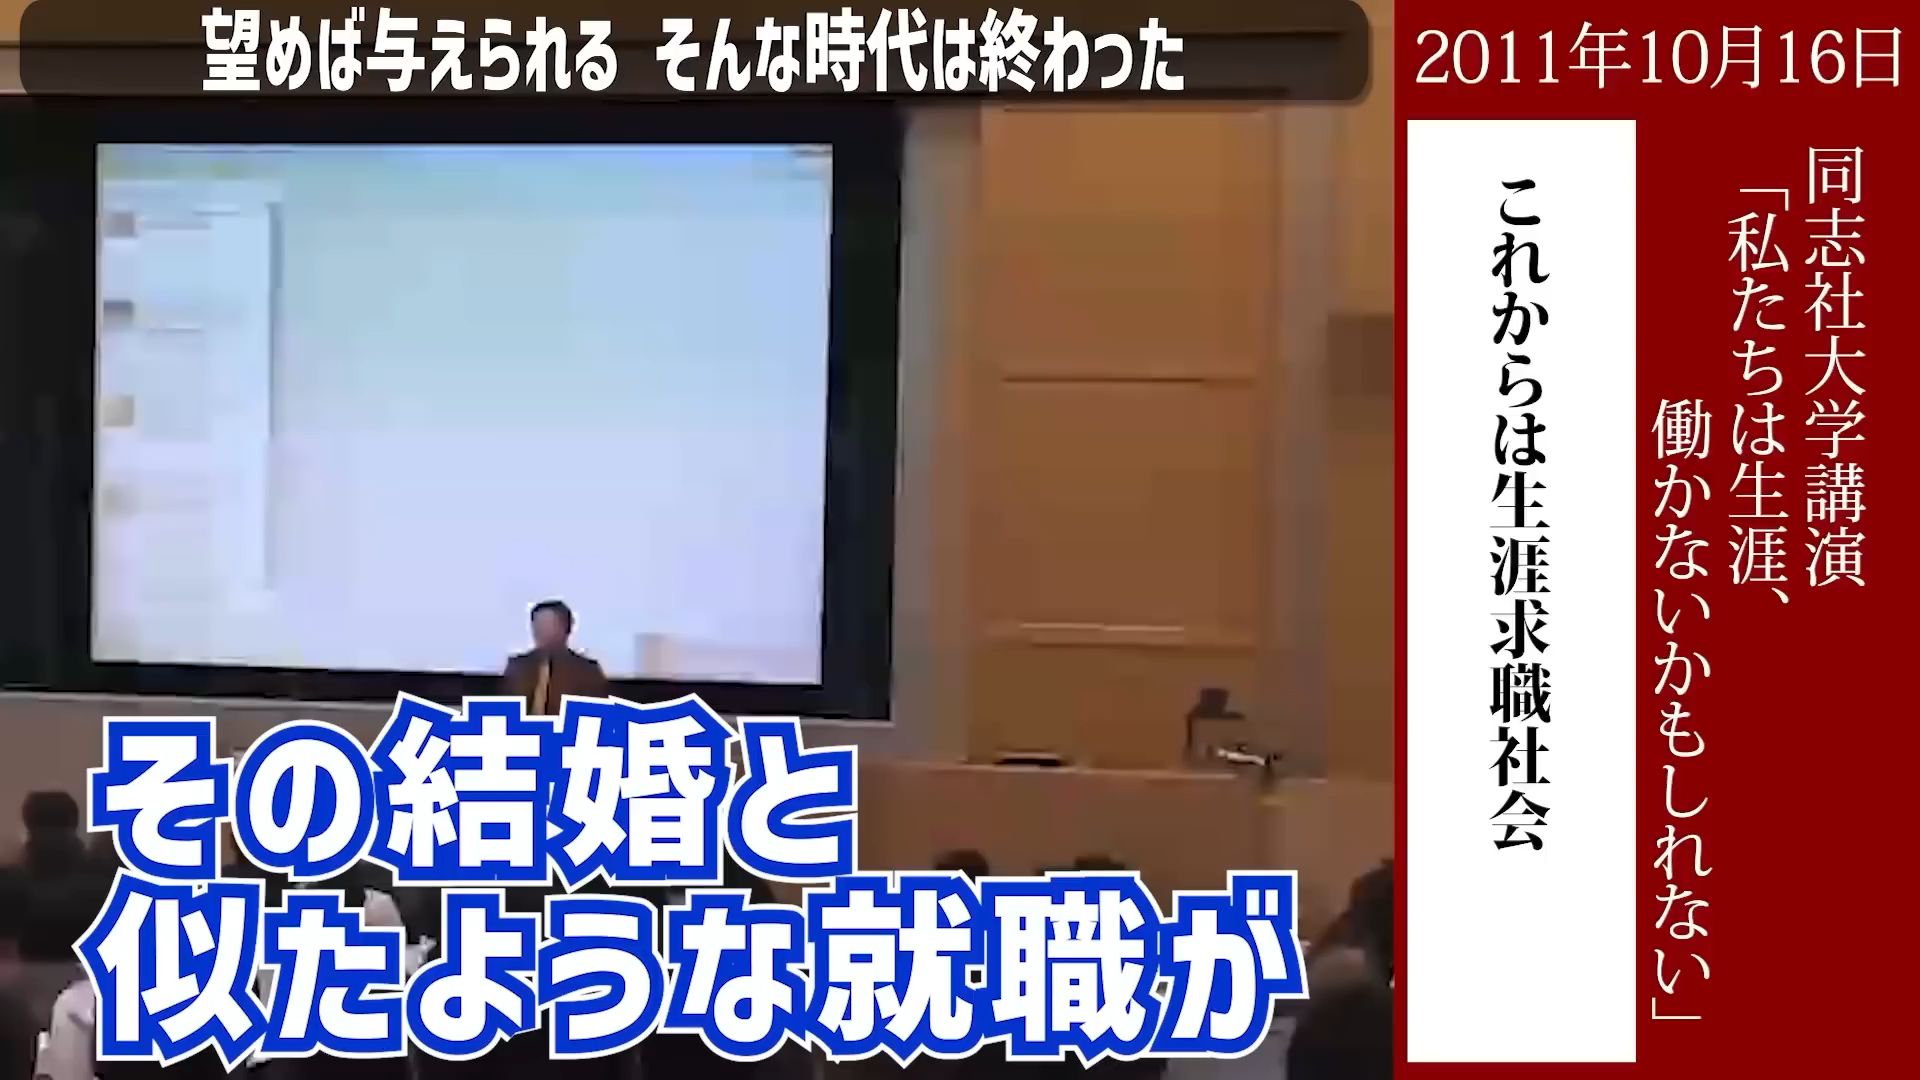 望めば与えられる そんな時代は終わった
2011年10月16日
同志社大学講演
「私たちは生涯、
働かないかもしれない」
これからは生涯求職社会
その結婚と
似たような就職が